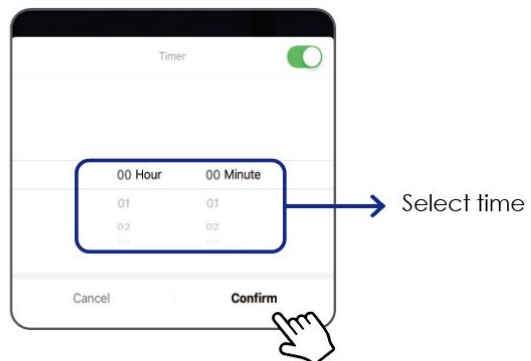 Timer
00 Hour 00 Minute
Select time
01 01
02 02
Cancel Confirm